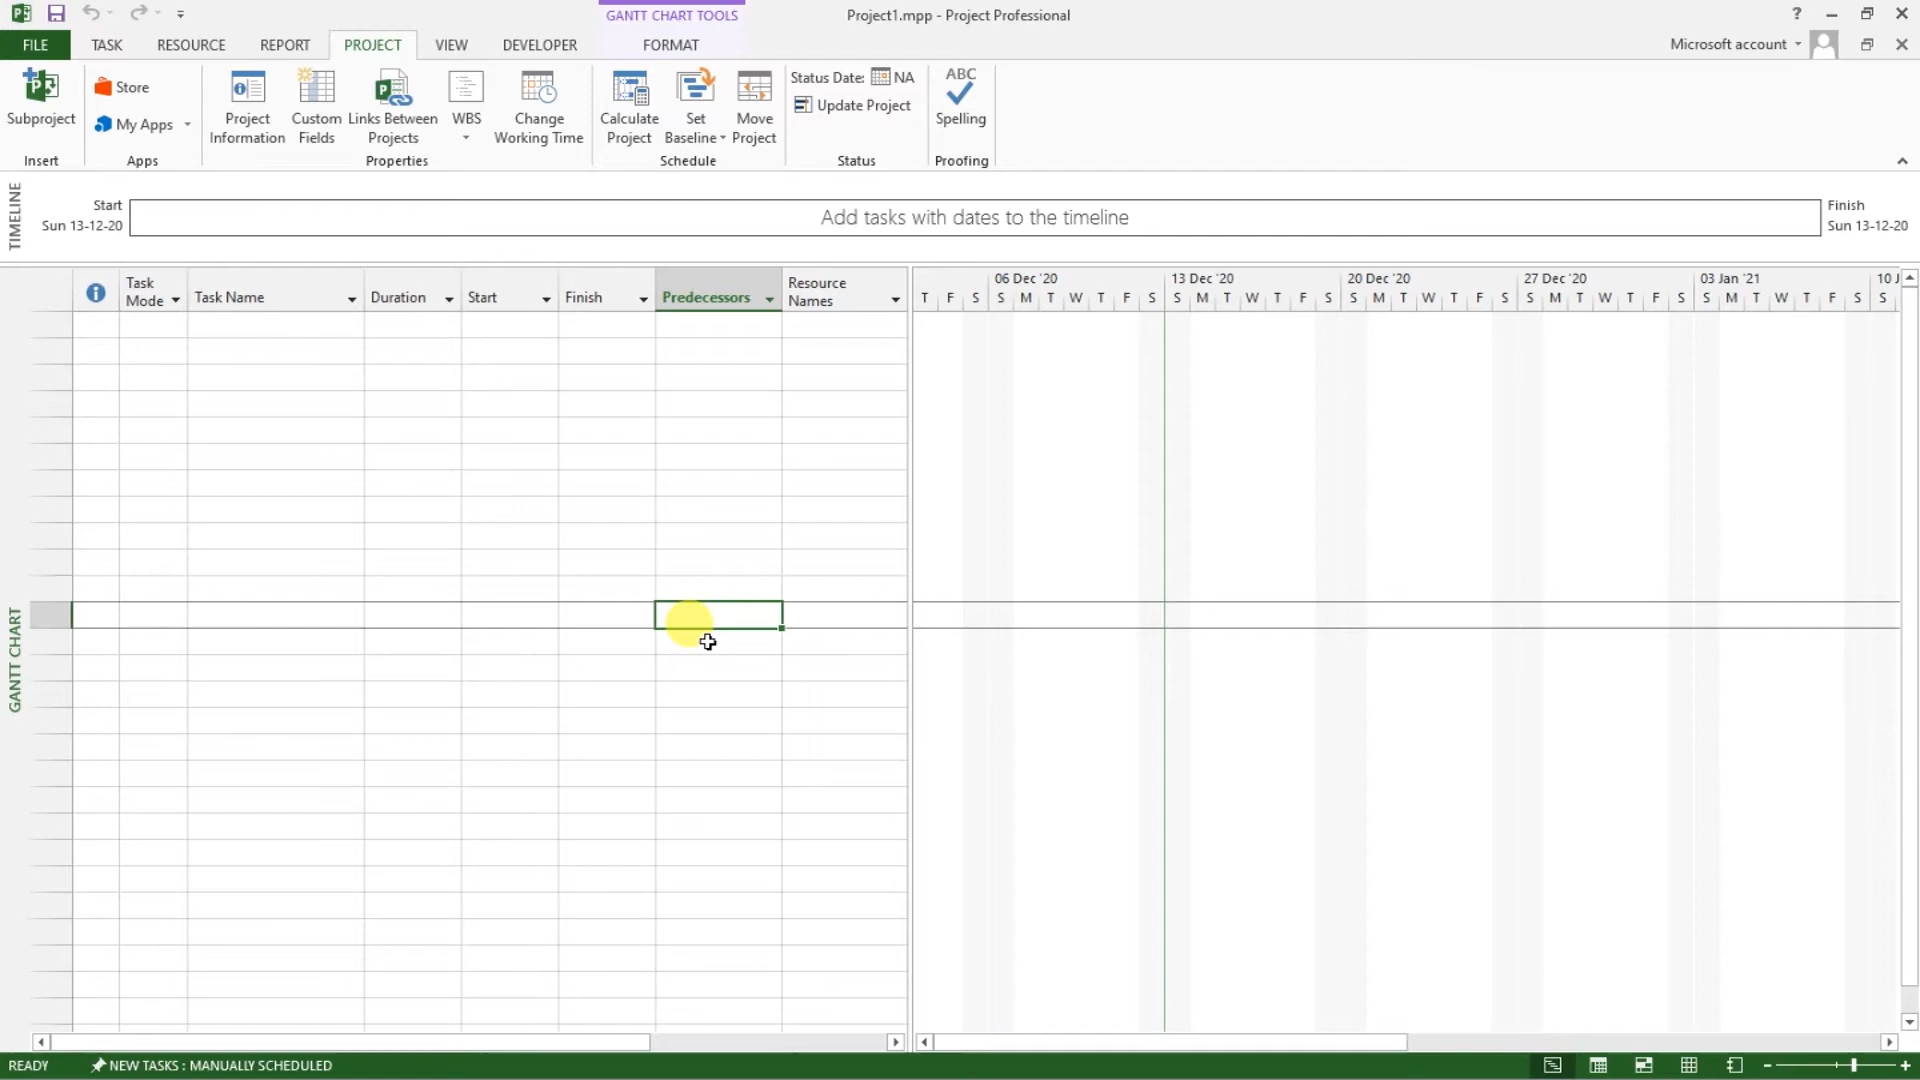 GANTT CHART TOOLS
Project1.mpp - Project Professional
?
FILE
TASK
RESOURCE
REPORT
PROJECT
VIEW
DEVELOPER
FORMAT
Microsoft account
Subproject
Insert
Store
My Apps
Apps
Project
Information
Custom
Fields
Links Between
Projects
WBS
Change
Working Time
Properties
Calculate
Project
Set
Baseline
Move
Project
Schedule
Status Date: NA
Update Project
Status
ABC
Spelling
Proofing
TIMELINE
Start
Sun 13-12-20
Add tasks with dates to the timeline
Finish
Sun 13-12-20
Task
Mode
Task Name
Duration
Start
Finish
Predecessors
Resource
Names
06 Dec '20
13 Dec '20
20 Dec '20
27 Dec '20
03 Jan '21
10 J
T F S S M T W T F S S M T W T F S S M T W T F S S M T W T F S S M T W T F S S
GANTT CHART
READY
NEW TASKS : MANUALLY SCHEDULED